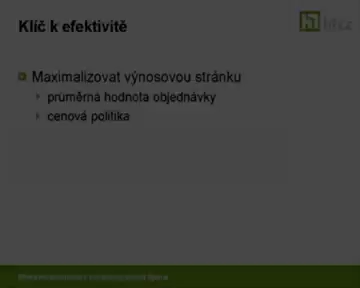 Klíč k efektivitě
Maximalizovat výnosovou stránku
průměrná hodnota objednávky
cenová politika